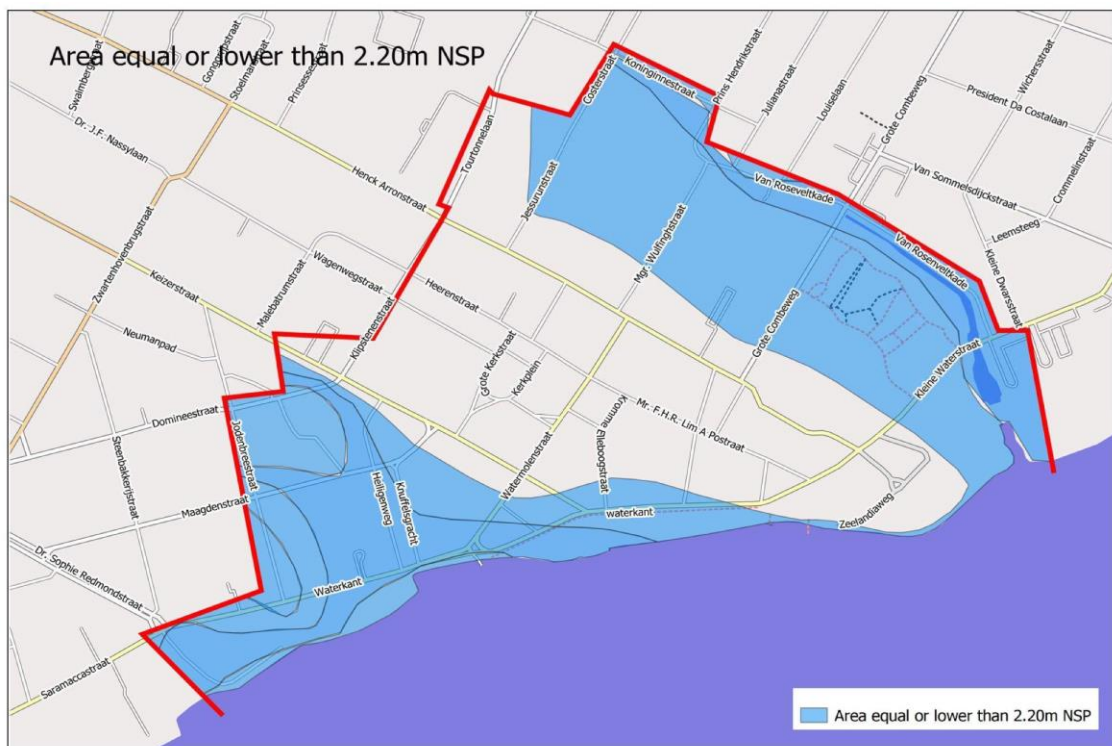 Area equal or lower than 2.20m NSP
Swalmbergstraat
Gongrijpstraat
Stoelmanstraat
Prinsessestraat
Dr. J.F. Nassylaan
Zwartenhovenbrugstraat
Keizerstraat
Malebatrumstraat
Neumanpad
Wagenwegstraat
Henck Arronstraat
Tourtonnelaan
Heerenstraat
Klipstenenstraat
Costerstraat
Koninginnestraat
Prins Hendrikstraat
Julianastraat
Louiselaan
Grote Combeweg
Wichersstraat
President Da Costalaan
Van Sommelsdijckstraat
Crommelinstraat
Leemsteeg
Kleine Dwarsstraat
Van Roseveltkade
Van Rosenveltkade
Jessurunstraat
Mgr. Wulfinghstraat
Grote Combeweg
Kleine Waterstraat
Grote Kerkstraat
Kerkplein
Mr. F.H.R. Lim A Postraat
Kromme Elleboogstraat
Watermolenstraat
Domineestraat
Jodenbreestraat
Steenbakkerijstraat
Maagdenstraat
Heiligenweg
Knuffelsgracht
waterkant
Zeelandiaweg
Dr. Sophie Redmondstraat
Waterkant
Saramaccastraat
Area equal or lower than 2.20m NSP